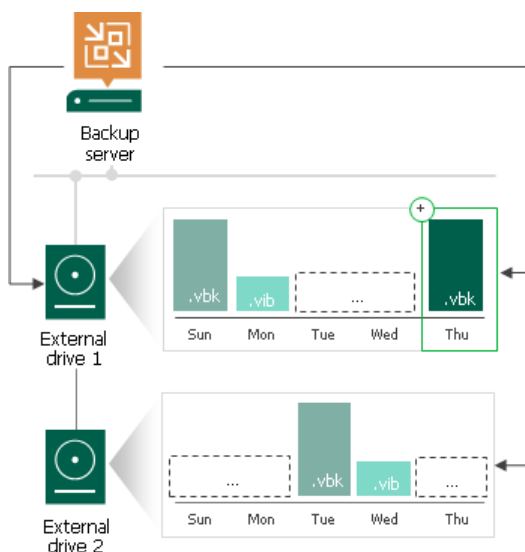 Backup
server
+
.vbk
.vib
...
.vbk
Sun Mon Tue Wed Thu
External
drive 1
...
.vbk
.vib
...
Sun Mon Tue Wed Thu
External
drive 2